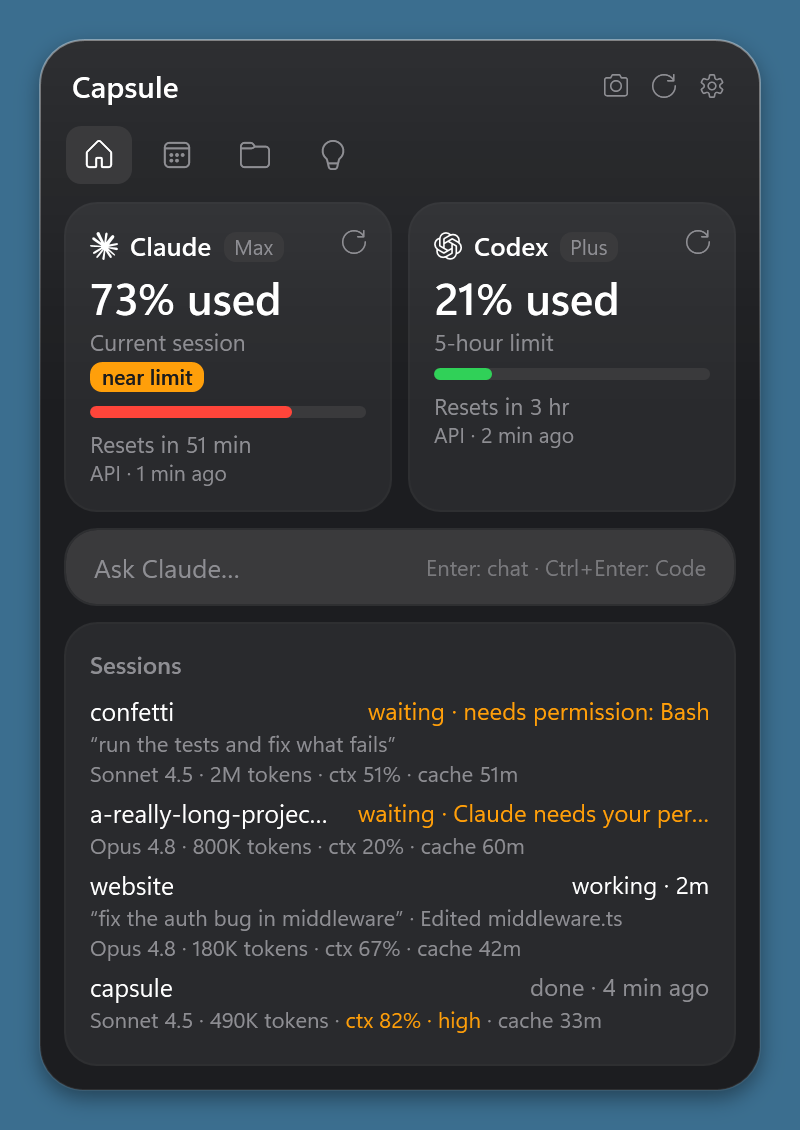 Capsule
Claude Max
73% used
Current session
near limit
Resets in 51 min
API · 1 min ago
Codex Plus
21% used
5-hour limit
Resets in 3 hr
API · 2 min ago
Ask Claude... Enter: chat · Ctrl+Enter: Code
Sessions
confetti waiting · needs permission: Bash
“run the tests and fix what fails”
Sonnet 4.5 · 2M tokens · ctx 51% · cache 51m
a-really-long-projec... waiting · Claude needs your per...
Opus 4.8 · 800K tokens · ctx 20% · cache 60m
website working · 2m
“fix the auth bug in middleware” · Edited middleware.ts
Opus 4.8 · 180K tokens · ctx 67% · cache 42m
capsule done · 4 min ago
Sonnet 4.5 · 490K tokens · ctx 82% · high · cache 33m